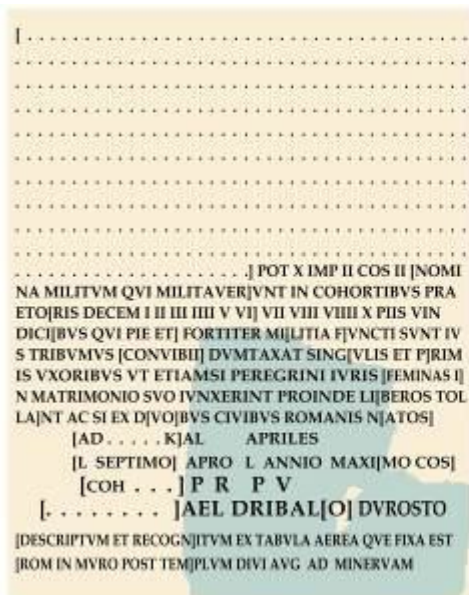 [ . . . . . . . . . . . . . . . . . . . . . . . . . . . . . . . . . . . .
. . . . . . . . . . . . . . . . . . . . . . . . . . . . . . . . . . . . .
. . . . . . . . . . . . . . . . . . . . . . . . . . . . . . . . . . . . .
. . . . . . . . . . . . . . . . . . . . . . . . . . . . . . . . . . . . .
. . . . . . . . . . . . . . . . . . . . . . . . . . . . . . . . . . . . .
. . . . . . . . . . . . . . . . . . . . . . . . . . . . . . . . . . . . .
. . . . . . . . . . . . . . . . . . . . . . . . . . . . . . . . . . . . .
. . . . . . . . . . . . . . . . . . . . . . . . . . . . . . . . . . . . .
. . . . . . . . . . . . . . . . . . . . . . . . . . . . . . . . . . . . .
. . . . . . . . . . . . . . . . . . . . . . . . . . . . . . . . . . . . .
. . . . . . . . . . . . . . . . . . .] POT X IMP II COS II [NOMI
NA MILITVM QVI MILITAVER]VNT IN COHORTIBVS PRA
ETO[RIS DECEM I II III IIII V VI] VII VIII VIIII X PIIS VIN
DICI[BVS QVI PIE ET] FORTITER MI[LITIA F]VNCTI SVNT IV
S TRIBVMVS [CONVIBII] DVMTAXAT SING[VLIS ET P]RIM
IS VXORIBVS VT ETIAMSI PEREGRINI IVRIS [FEMINAS I]
N MATRIMONIO SVO IVNXERINT PROINDE LI[BEROS TOL
LA]NT AC SI EX D[VO]BVS CIVIBVS ROMANIS N[ATOS]
[AD . . . . . K]AL APRILES
[L SEPTIMO] APRO L ANNIO MAXI[MO COS]
[COH . . . ] P R P V
[. . . . . . . . ]AEL DRIBAL[O] DVROSTO
[DESCRIPTVM ET RECOGN]ITVM EX TABVLA AEREA QVE FIXA EST
[ROM IN MVRO POST TEM]PLVM DIVI AVG AD MINERVAM